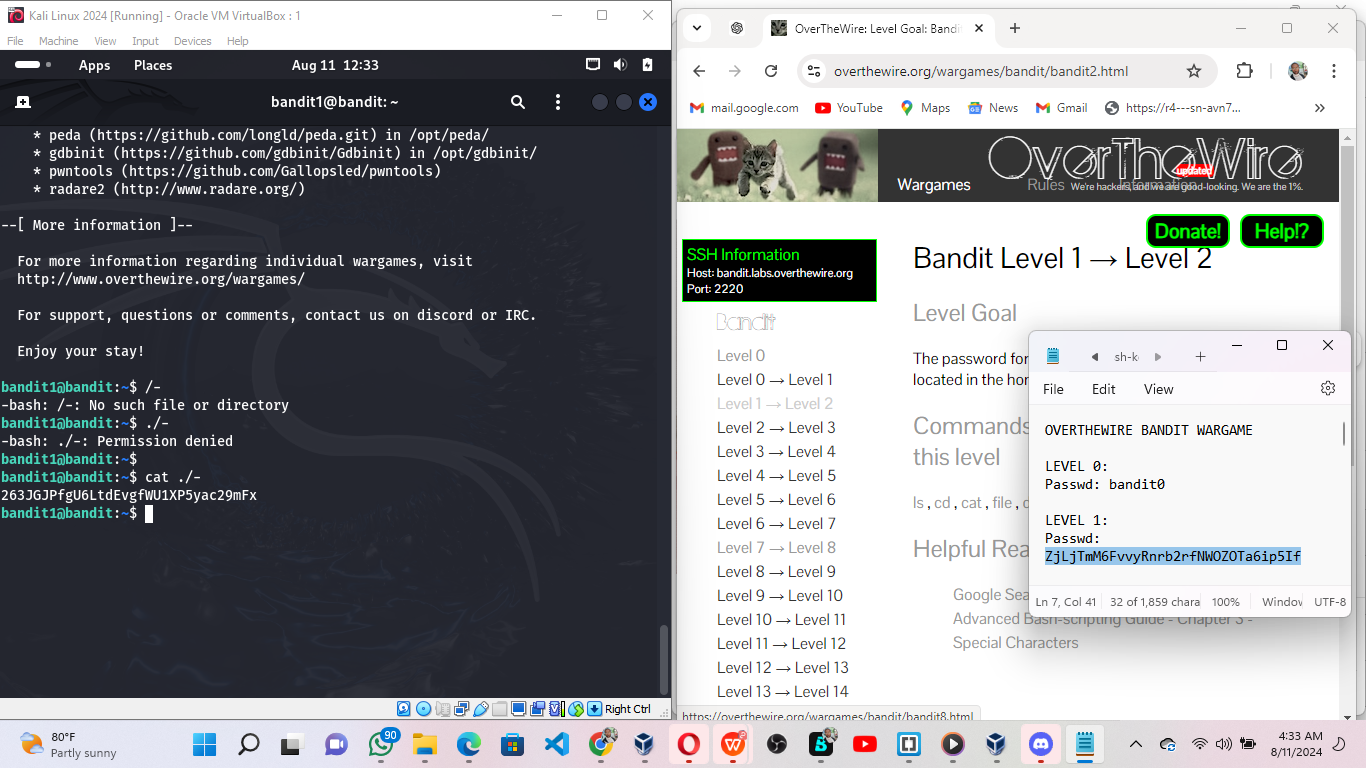 Kali Linux 2024 [Running] - Oracle VM VirtualBox : 1
File Machine View Input Devices Help
Apps Places Aug 11 12:33
bandit1@bandit: ~
* peda (https://github.com/longld/peda.git) in /opt/peda/
* gdbinit (https://github.com/gdbinit/Gdbinit) in /opt/gdbinit/
* pwntools (https://github.com/Gallopsled/pwntools)
* radare2 (http://www.radare.org/)
--[ More information ]--
For more information regarding individual wargames, visit
http://www.overthewire.org/wargames/
For support, questions or comments, contact us on discord or IRC.
Enjoy your stay!
bandit1@bandit:~$ /-
-bash: /-: No such file or directory
bandit1@bandit:~$ ./-
-bash: ./-: Permission denied
bandit1@bandit:~$
bandit1@bandit:~$ cat ./-
263JGJPfgU6LtdEvgfWU1XP5yac29mFx
bandit1@bandit:~$
Right Ctrl
OverTheWire: Level Goal: Bandi
overthewire.org/wargames/bandit/bandit2.html
mail.google.com YouTube Maps News Gmail https://r4---sn-avn7...
OverTheWire
We're hackers, and we are good-looking. We are the 1%.
Wargames Rules Information
updated
Donate! Help!?
SSH Information
Host: bandit.labs.overthewire.org
Port: 2220
Bandit
Level 0
Level 0 → Level 1
Level 1 → Level 2
Level 2 → Level 3
Level 3 → Level 4
Level 4 → Level 5
Level 5 → Level 6
Level 6 → Level 7
Level 7 → Level 8
Level 8 → Level 9
Level 9 → Level 10
Level 10 → Level 11
Level 11 → Level 12
Level 12 → Level 13
Level 13 → Level 14
Bandit Level 1 → Level 2
Level Goal
The password for
located in the hor
Commands
this level
ls , cd , cat , file ,
Helpful Rea
Google Sea
Advanced Bash-scripting Guide - Chapter 3 -
Special Characters
https://overthewire.org/wargames/bandit/bandit8.html
sh-k
File Edit View
OVERTHEWIRE BANDIT WARGAME
LEVEL 0:
Passwd: bandit0
LEVEL 1:
Passwd:
ZjLjTmM6FvvyRnrb2rfNWOZOTa6ip5If
Ln 7, Col 41 32 of 1,859 chara 100% Window UTF-8
80°F
Partly sunny
90
4:33 AM
8/11/2024